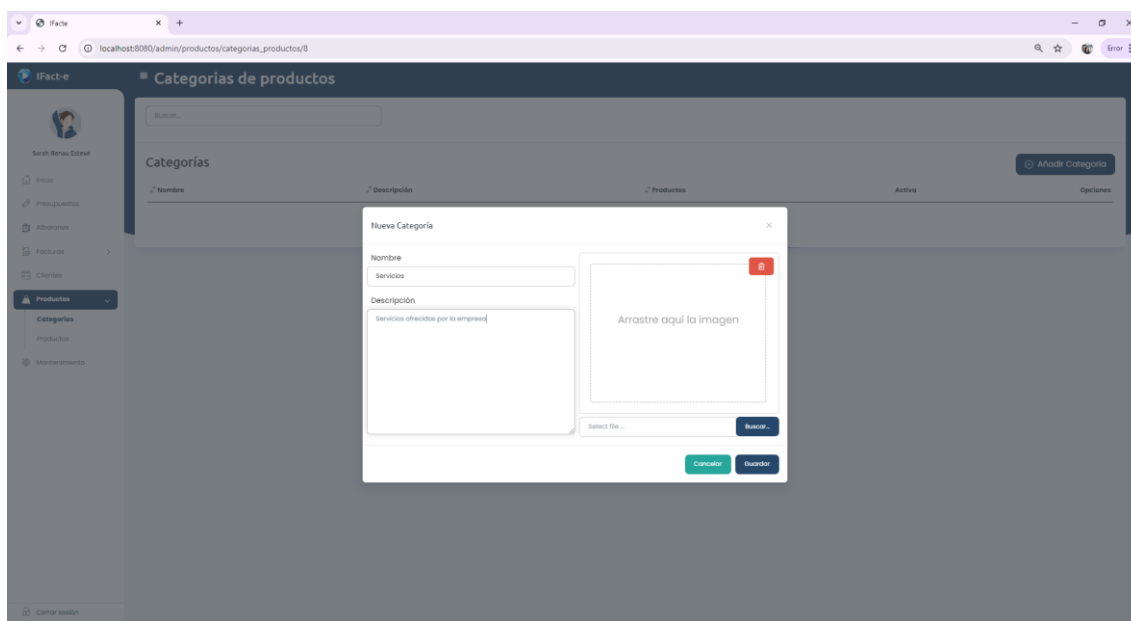 IFacte
localhost:8080/admin/productos/categorias_productos/8
Error
IFact-e
Categorias de productos
Buscar...
Sarah Renau Esteve
Inicio
Presupuestos
Albaranes
Facturas
Clientes
Productos
Categorías
Productos
Mantenimiento
Cerrar sesión
Categorías
Añadir Categoria
Nombre
Descripción
Productos
Activa
Opciones
Nueva Categoría
Nombre
Servicios
Descripción
Servicios ofrecidos por la empresa
Arrastre aquí la imagen
Select file ...
Buscar...
Cancelar
Guardar